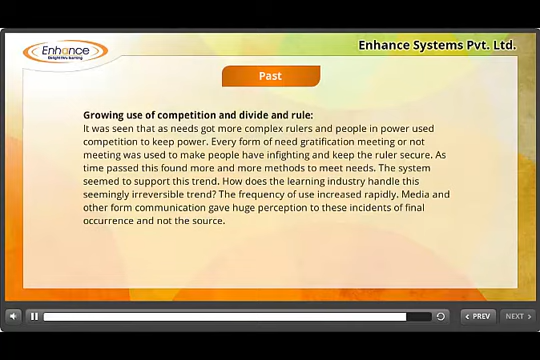 Enhance
Enhance Systems Pvt. Ltd.
Past
Growing use of competition and divide and rule:
It was seen that as needs got more complex rulers and people in power used
competition to keep power. Every form of need gratification meeting or not
meeting was used to make people have infighting and keep the ruler secure. As
time passed this found more and more methods to meet needs. The system
seemed to support this trend. How does the learning industry handle this
seemingly irreversible trend? The frequency of use increased rapidly. Media and
other form communication gave huge perception to these incidents of final
occurrence and not the source.
PREV
NEXT